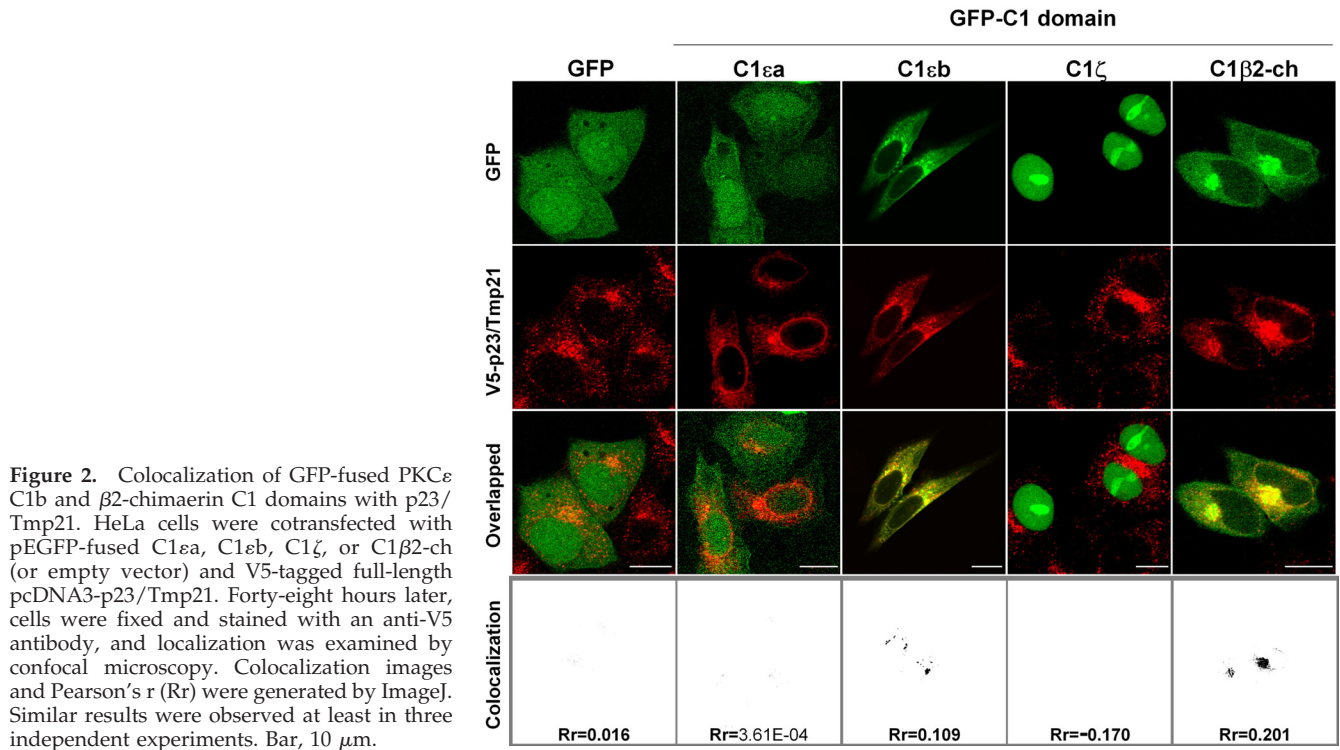 GFP-C1 domain
GFP
C1εa
C1εb
C1ζ
C1β2-ch
GFP
V5-p23/Tmp21
Overlapped
Colocalization
Rr=0.016
Rr=3.61E-04
Rr=0.109
Rr=-0.170
Rr=0.201
Figure 2. Colocalization of GFP-fused PKCε
C1b and β2-chimaerin C1 domains with p23/
Tmp21. HeLa cells were cotransfected with
pEGFP-fused C1εa, C1εb, C1ζ, or C1β2-ch
(or empty vector) and V5-tagged full-length
pcDNA3-p23/Tmp21. Forty-eight hours later,
cells were fixed and stained with an anti-V5
antibody, and localization was examined by
confocal microscopy. Colocalization images
and Pearson's r (Rr) were generated by ImageJ.
Similar results were observed at least in three
independent experiments. Bar, 10 μm.